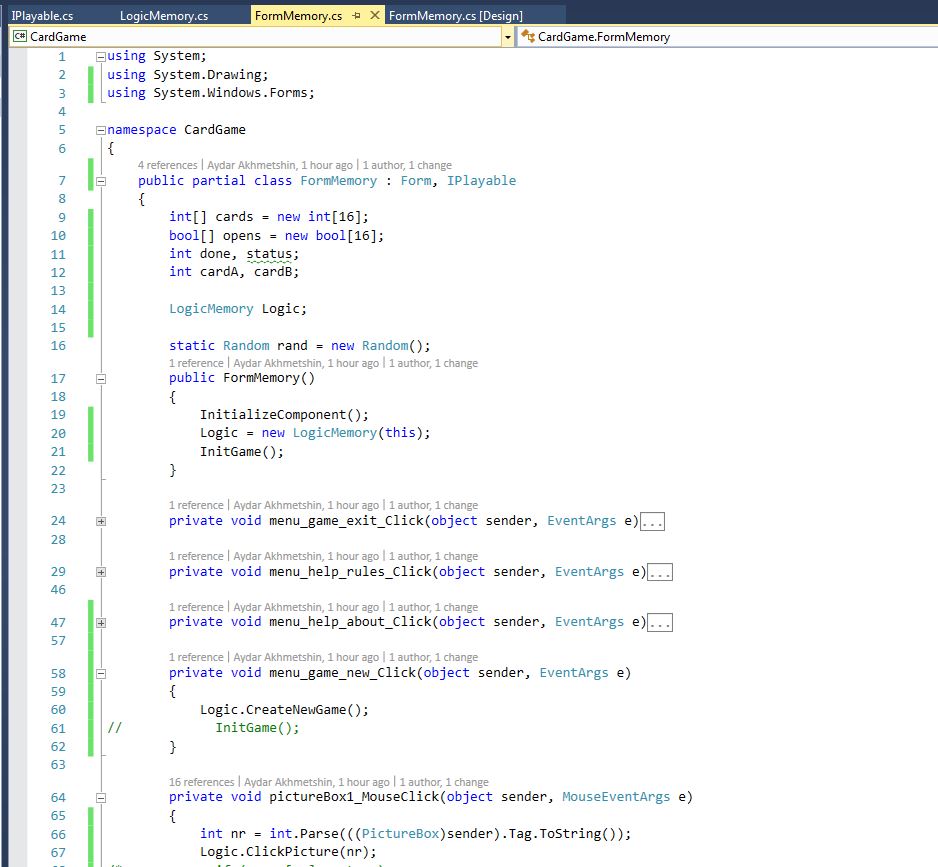 IPlayable.cs LogicMemory.cs FormMemory.cs FormMemory.cs [Design]
C# CardGame CardGame.FormMemory
1 using System;
2 using System.Drawing;
3 using System.Windows.Forms;
4
5 namespace CardGame
6 {
4 references | Aydar Akhmetshin, 1 hour ago | 1 author, 1 change
7 public partial class FormMemory : Form, IPlayable
8 {
9 int[] cards = new int[16];
10 bool[] opens = new bool[16];
11 int done, status;
12 int cardA, cardB;
13
14 LogicMemory Logic;
15
16 static Random rand = new Random();
1 reference | Aydar Akhmetshin, 1 hour ago | 1 author, 1 change
17 public FormMemory()
18 {
19 InitializeComponent();
20 Logic = new LogicMemory(this);
21 InitGame();
22 }
23
1 reference | Aydar Akhmetshin, 1 hour ago | 1 author, 1 change
24 private void menu_game_exit_Click(object sender, EventArgs e)...
28
1 reference | Aydar Akhmetshin, 1 hour ago | 1 author, 1 change
29 private void menu_help_rules_Click(object sender, EventArgs e)...
46
1 reference | Aydar Akhmetshin, 1 hour ago | 1 author, 1 change
47 private void menu_help_about_Click(object sender, EventArgs e)...
57
1 reference | Aydar Akhmetshin, 1 hour ago | 1 author, 1 change
58 private void menu_game_new_Click(object sender, EventArgs e)
59 {
60 Logic.CreateNewGame();
61 // InitGame();
62 }
63
16 references | Aydar Akhmetshin, 1 hour ago | 1 author, 1 change
64 private void pictureBox1_MouseClick(object sender, MouseEventArgs e)
65 {
66 int nr = int.Parse(((PictureBox)sender).Tag.ToString());
67 Logic.ClickPicture(nr);